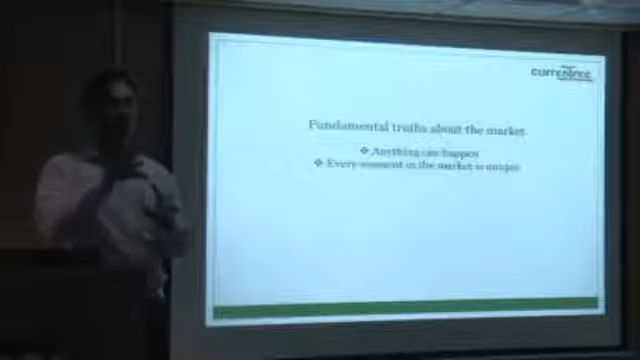 Fundamental truths about the market
❖ Anything can happen
❖ Every moment in the market is unique